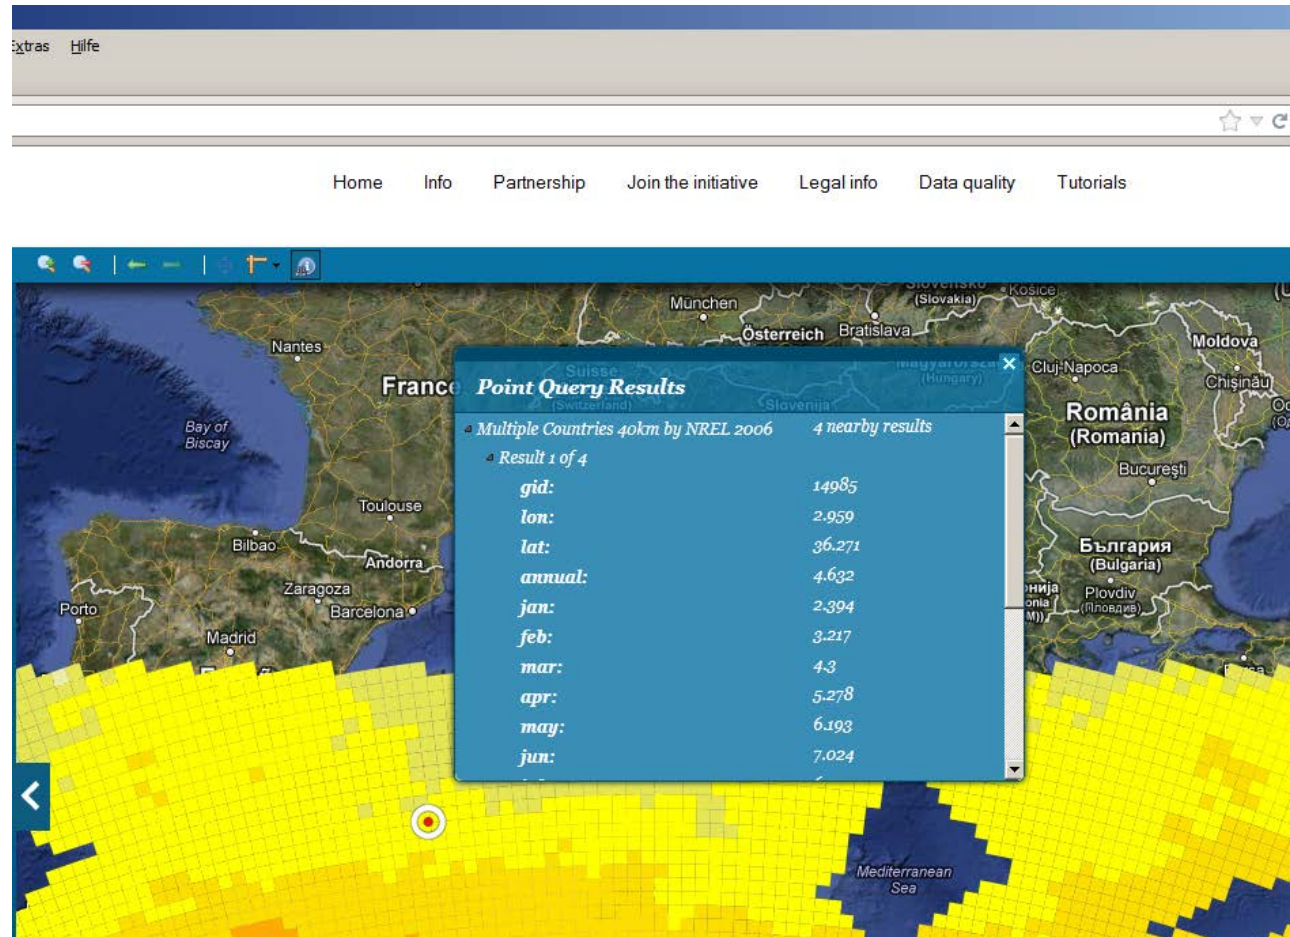 Extras Hilfe
Home Info Partnership Join the initiative Legal info Data quality Tutorials
Slovensko
(Slovakia)
Košice
München
Österreich
Bratislava
Moldova
Nantes
Chișinău
France
Suisse
(Switzerland)
Slovenija
Magyarország
(Hungary)
Cluj-Napoca
România
(Romania)
București
Bay of
Biscay
Toulouse
Bilbao
Andorra
Zaragoza
Barcelona
Porto
Madrid
България
(Bulgaria)
Plovdiv
(Пловдив)
Point Query Results
Multiple Countries 40km by NREL 2006 4 nearby results
Result 1 of 4
gid: 14985
lon: 2.959
lat: 36.271
annual: 4.632
jan: 2.394
feb: 3.217
mar: 4.3
apr: 5.278
may: 6.193
jun: 7.024
Mediterranean
Sea